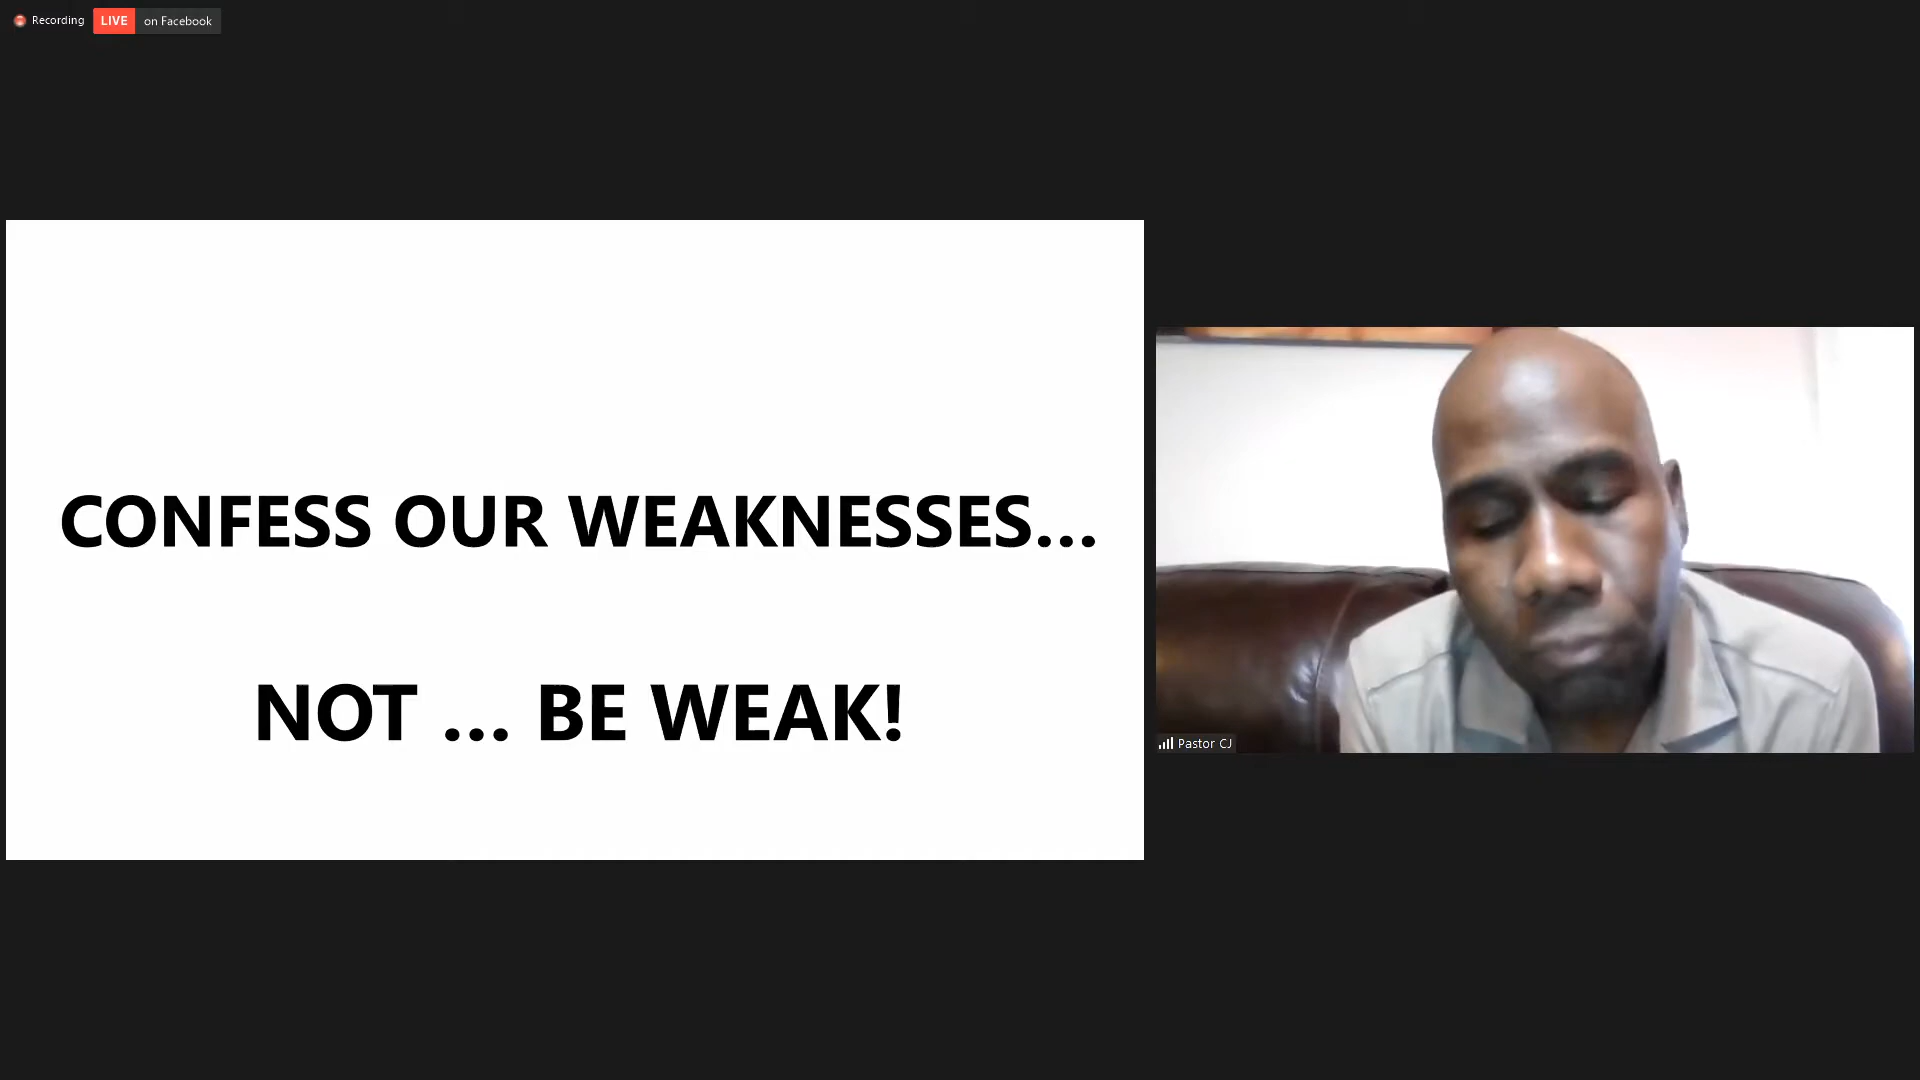 Recording LIVE on Facebook
CONFESS OUR WEAKNESSES...
NOT ... BE WEAK!
Pastor CJ